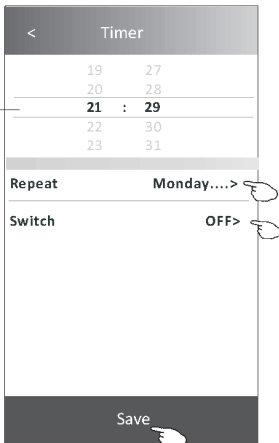 < Timer
19 27
20 28
21 : 29
22 30
23 31
Repeat Monday....>
Switch OFF>
Save